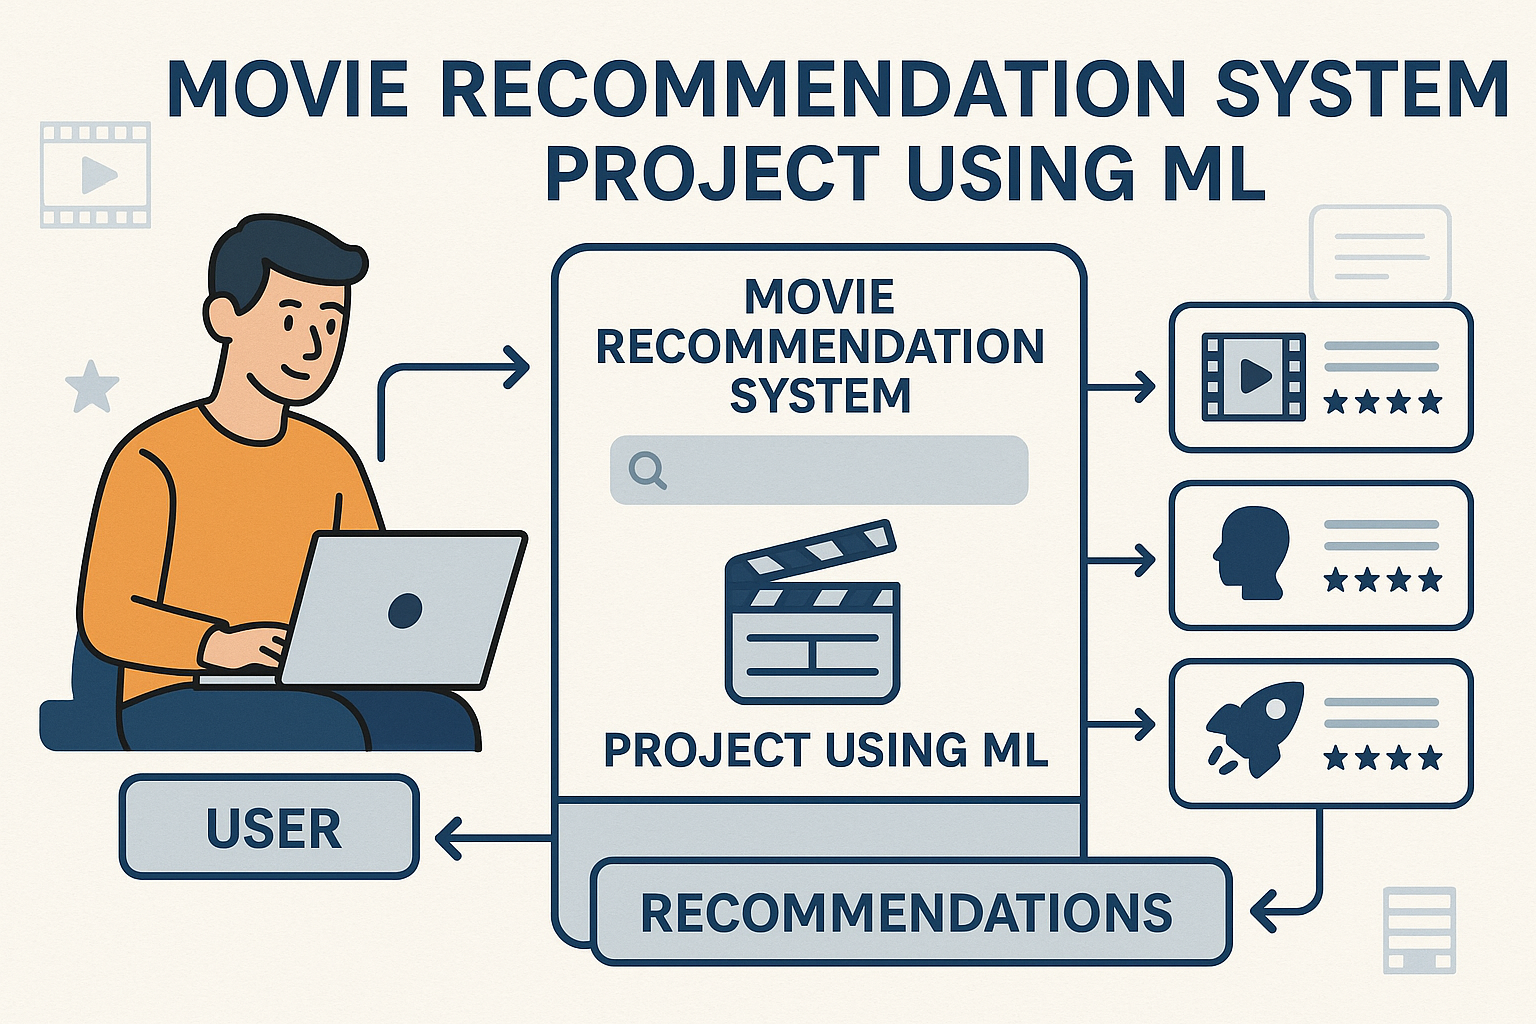 MOVIE RECOMMENDATION SYSTEM
PROJECT USING ML
MOVIE
RECOMMENDATION
SYSTEM
PROJECT USING ML
USER
RECOMMENDATIONS